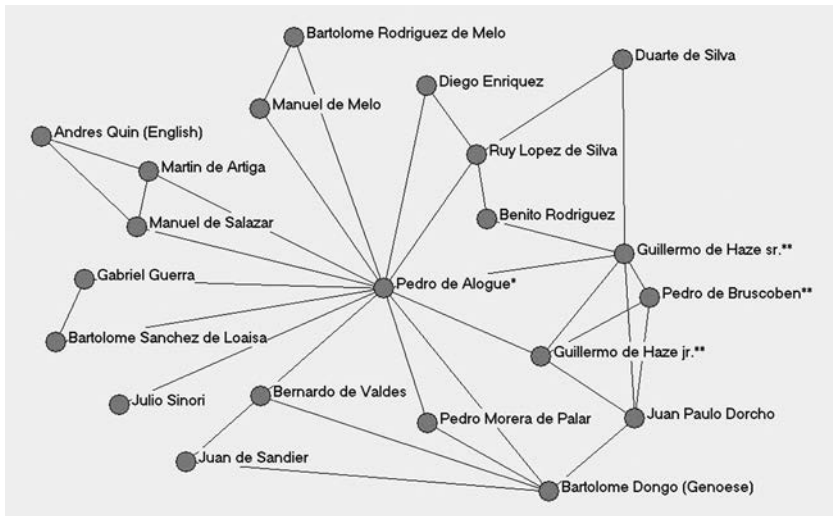 Bartolome Rodriguez de Melo
Duarte de Silva
Diego Enriquez
Manuel de Melo
Andres Quin (English)
Ruy Lopez de Silva
Martin de Artiga
Benito Rodriguez
Manuel de Salazar
Guillermo de Haze sr.**
Gabriel Guerra
Pedro de Alogue*
Pedro de Bruscoben**
Bartolome Sanchez de Loaisa
Guillermo de Haze jr.**
Julio Sinori
Bernardo de Valdes
Pedro Morera de Palar
Juan Paulo Dorcho
Juan de Sandier
Bartolome Dongo (Genoese)